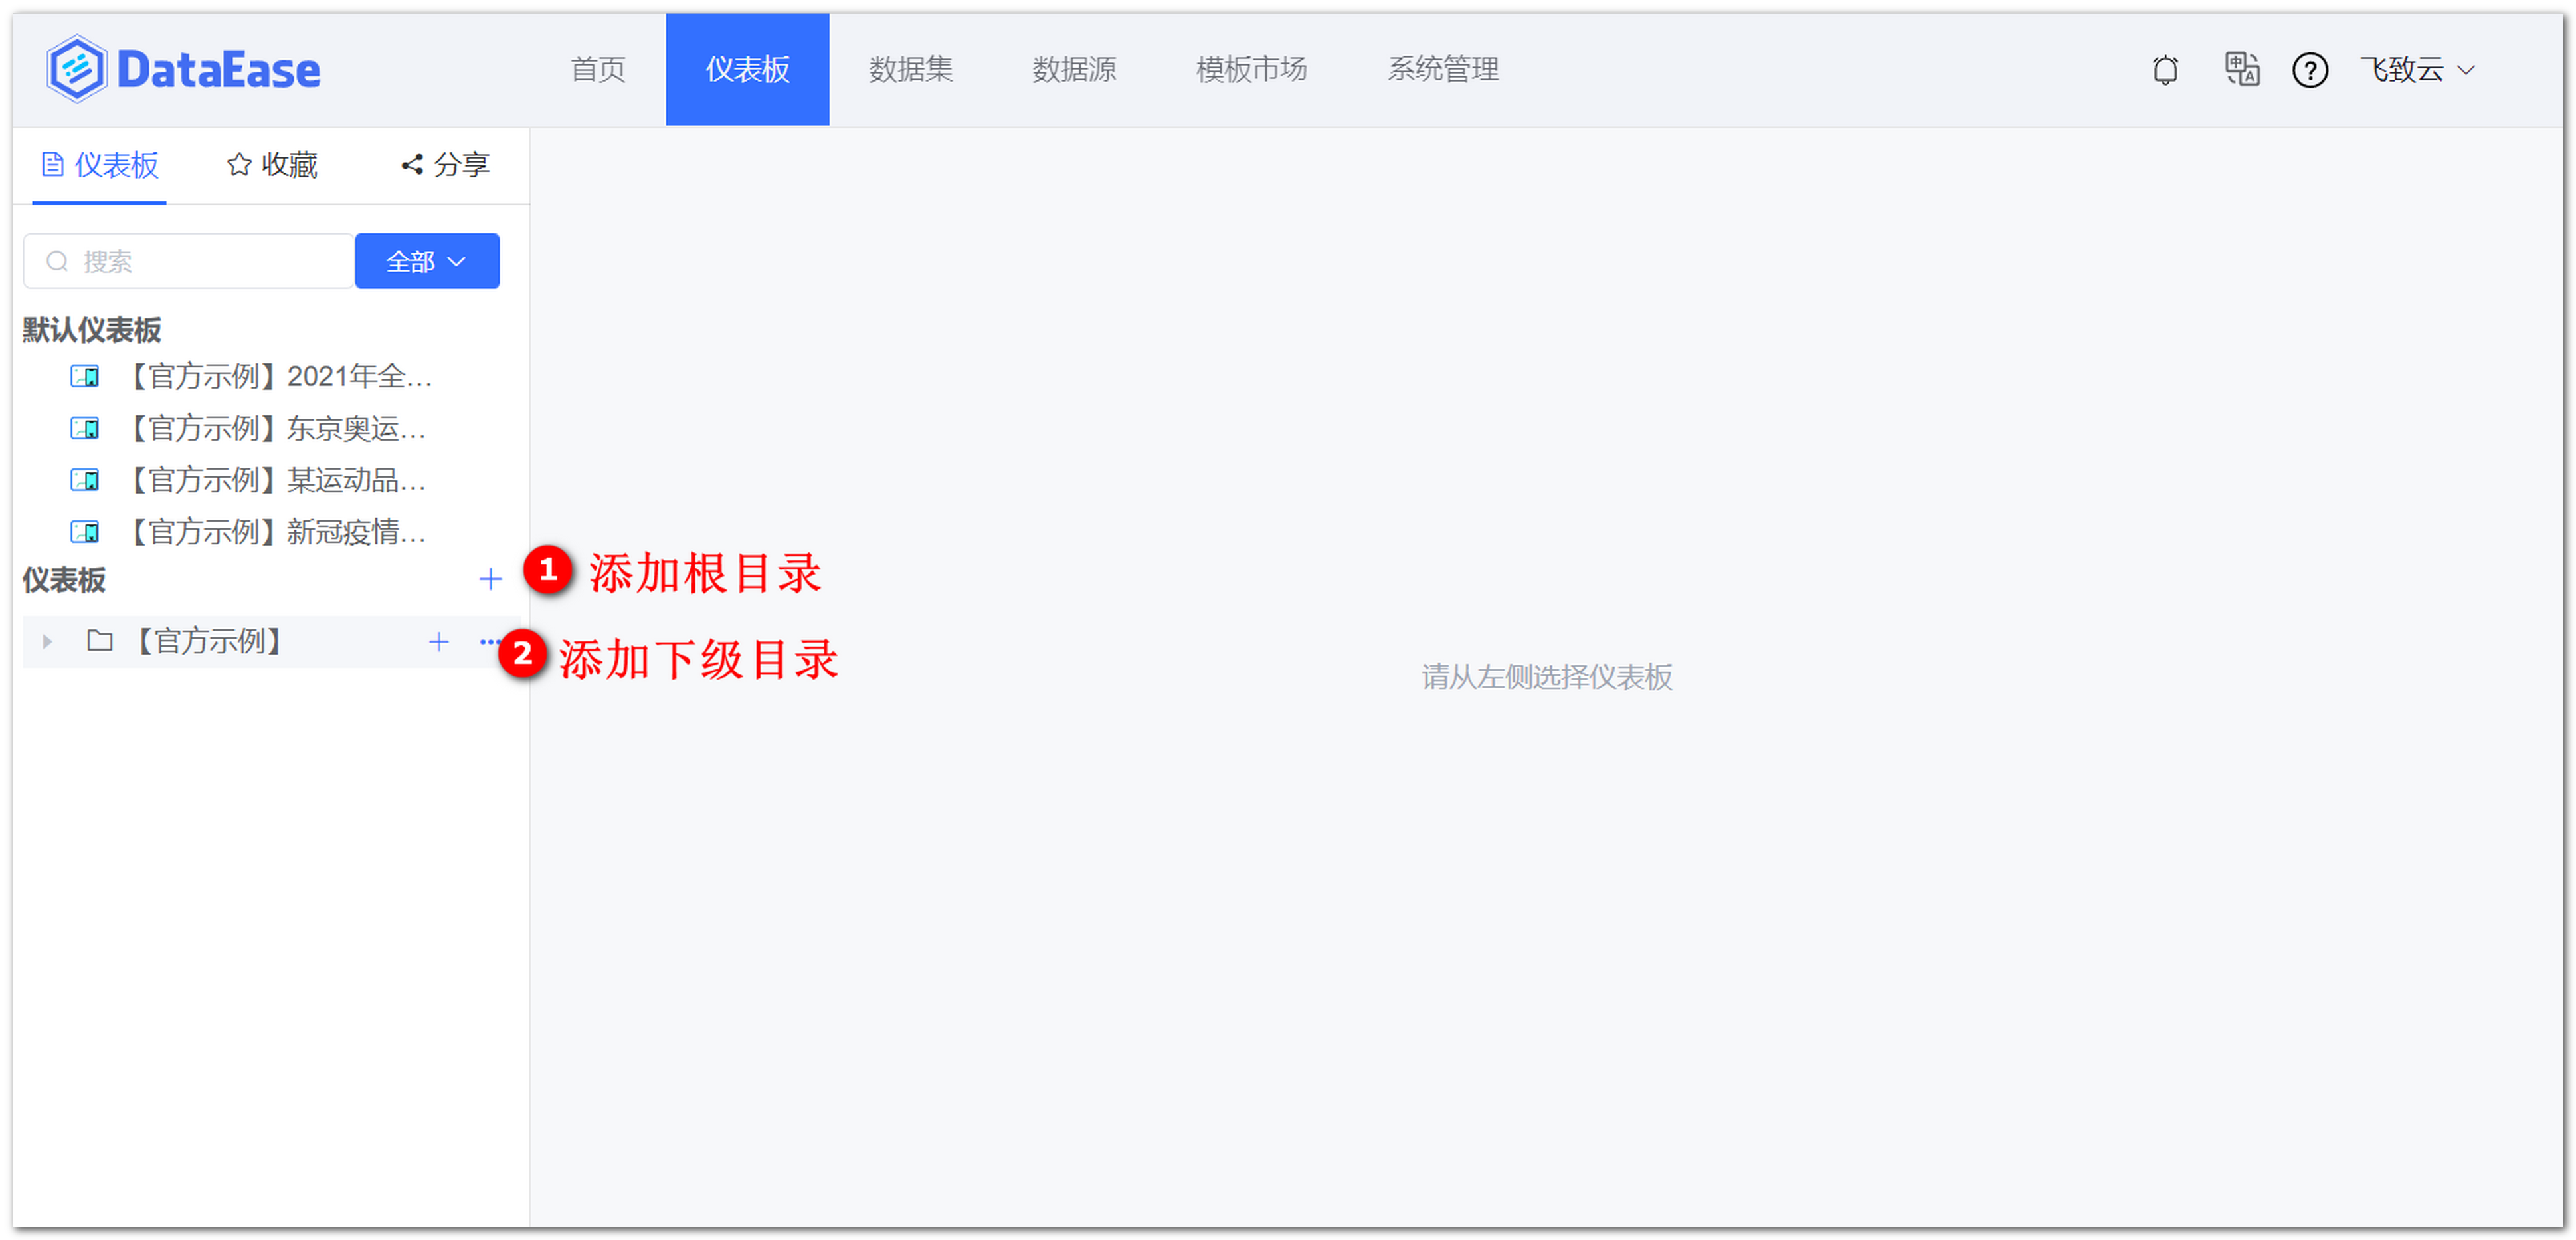 DataEase 首页 仪表板 数据集 数据源 模板市场 系统管理 飞致云
仪表板 收藏 分享
搜索 全部
默认仪表板
【官方示例】2021年全...
【官方示例】东京奥运...
【官方示例】某运动品...
【官方示例】新冠疫情...
仪表板 1 添加根目录
【官方示例】 2 添加下级目录
请从左侧选择仪表板